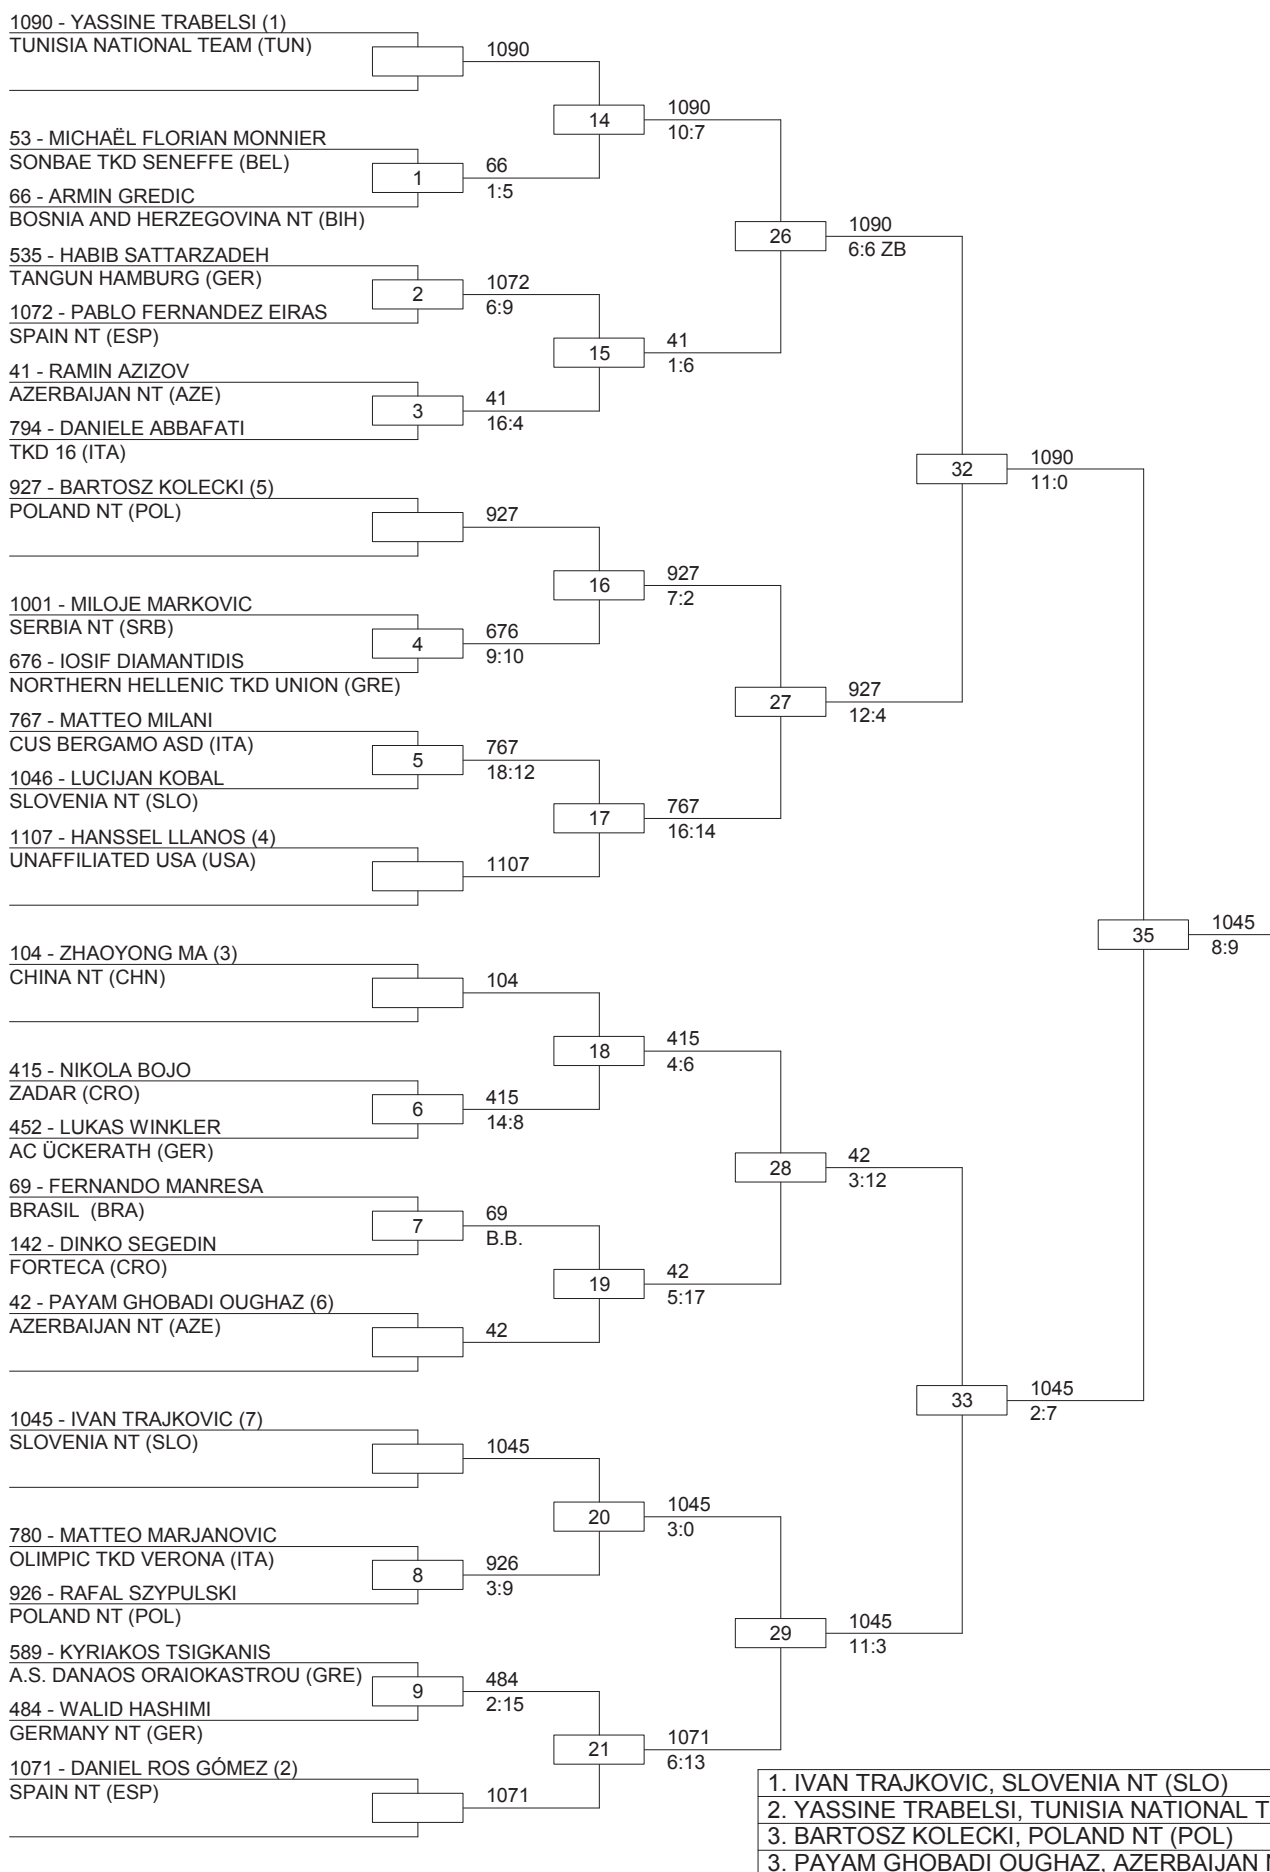 1090 - YASSINE TRABELSI (1)
TUNISIA NATIONAL TEAM (TUN)
1090
14
1090
10:7
53 - MICHAËL FLORIAN MONNIER
SONBAE TKD SENEFFE (BEL)
1
66
1:5
66 - ARMIN GREDIC
BOSNIA AND HERZEGOVINA NT (BIH)
26
1090
6:6 ZB
535 - HABIB SATTARZADEH
TANGUN HAMBURG (GER)
2
1072
6:9
1072 - PABLO FERNANDEZ EIRAS
SPAIN NT (ESP)
15
41
1:6
41 - RAMIN AZIZOV
AZERBAIJAN NT (AZE)
3
41
16:4
794 - DANIELE ABBAFATI
TKD 16 (ITA)
32
1090
11:0
927 - BARTOSZ KOLECKI (5)
POLAND NT (POL)
927
16
927
7:2
1001 - MILOJE MARKOVIC
SERBIA NT (SRB)
4
676
9:10
676 - IOSIF DIAMANTIDIS
NORTHERN HELLENIC TKD UNION (GRE)
27
927
12:4
767 - MATTEO MILANI
CUS BERGAMO ASD (ITA)
5
767
18:12
1046 - LUCIJAN KOBAL
SLOVENIA NT (SLO)
17
767
16:14
1107 - HANSSEL LLANOS (4)
UNAFFILIATED USA (USA)
1107
35
1045
8:9
104 - ZHAOYONG MA (3)
CHINA NT (CHN)
104
18
415
4:6
415 - NIKOLA BOJO
ZADAR (CRO)
6
415
14:8
452 - LUKAS WINKLER
AC ÜCKERATH (GER)
28
42
3:12
69 - FERNANDO MANRESA
BRASIL (BRA)
7
69
B.B.
142 - DINKO SEGEDIN
FORTECA (CRO)
19
42
5:17
42 - PAYAM GHOBADI OUGHAZ (6)
AZERBAIJAN NT (AZE)
42
33
1045
2:7
1045 - IVAN TRAJKOVIC (7)
SLOVENIA NT (SLO)
1045
20
1045
3:0
780 - MATTEO MARJANOVIC
OLIMPIC TKD VERONA (ITA)
8
926
3:9
926 - RAFAL SZYPULSKI
POLAND NT (POL)
29
1045
11:3
589 - KYRIAKOS TSIGKANIS
A.S. DANAOS ORAIOKASTROU (GRE)
9
484
2:15
484 - WALID HASHIMI
GERMANY NT (GER)
21
1071
6:13
1071 - DANIEL ROS GÓMEZ (2)
SPAIN NT (ESP)
1071
1. IVAN TRAJKOVIC, SLOVENIA NT (SLO)
2. YASSINE TRABELSI, TUNISIA NATIONAL
3. BARTOSZ KOLECKI, POLAND NT (POL)
3. PAYAM GHOBADI OUGHAZ, AZERBAIJAN